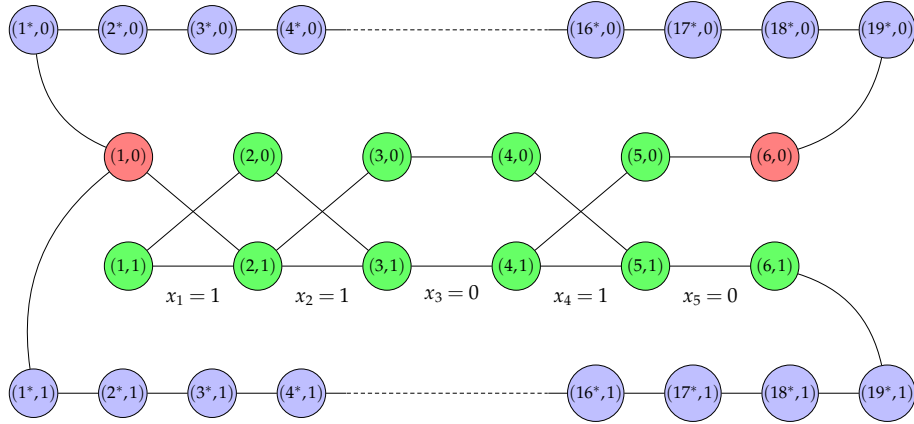 (1*,0) (2*,0) (3*,0) (4*,0) (16*,0) (17*,0) (18*,0) (19*,0)
(1,0) (2,0) (3,0) (4,0) (5,0) (6,0)
(1,1) (2,1) (3,1) (4,1) (5,1) (6,1)
x₁ = 1 x₂ = 1 x₃ = 0 x₄ = 1 x₅ = 0
(1*,1) (2*,1) (3*,1) (4*,1) (16*,1) (17*,1) (18*,1) (19*,1)